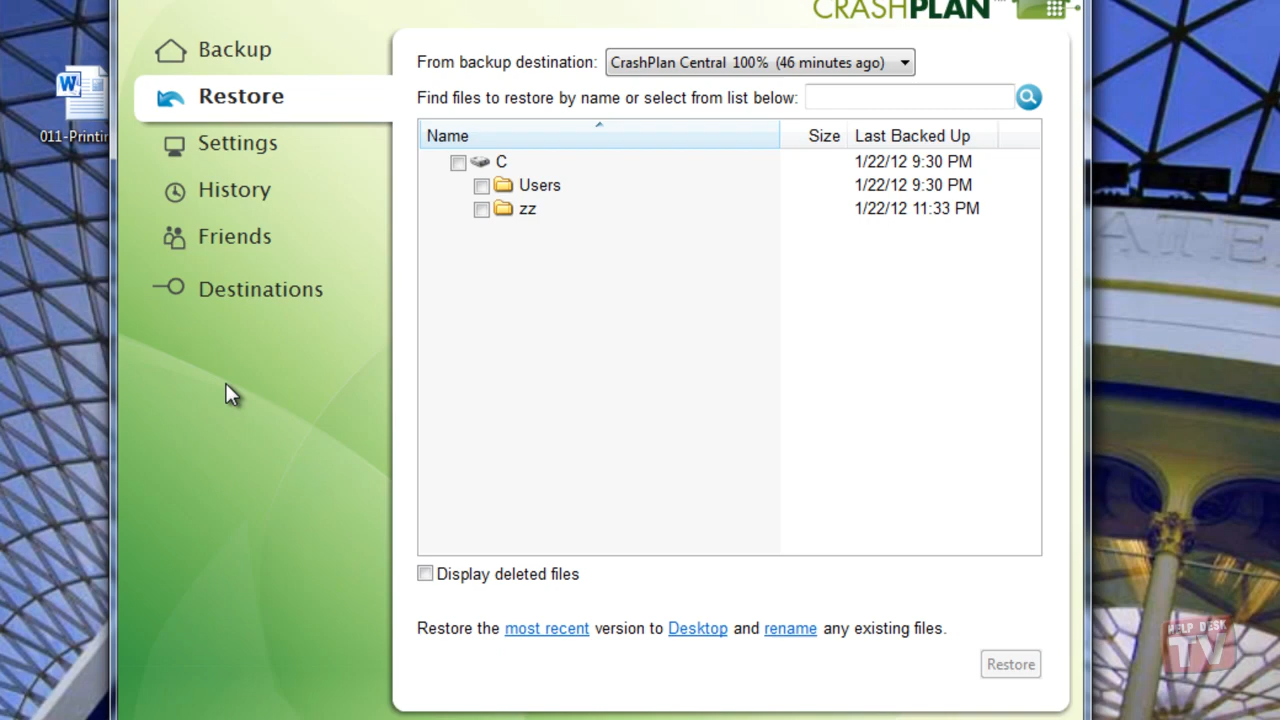 CRASHPLAN
Backup
From backup destination: CrashPlan Central 100% (46 minutes ago)
Restore
Find files to restore by name or select from list below:
011-Printin
Name Size Last Backed Up
Settings
C 1/22/12 9:30 PM
Users 1/22/12 9:30 PM
History
zz 1/22/12 11:33 PM
Friends
Destinations
Display deleted files
Restore the most recent version to Desktop and rename any existing files.
Restore
HELP DESK
TV